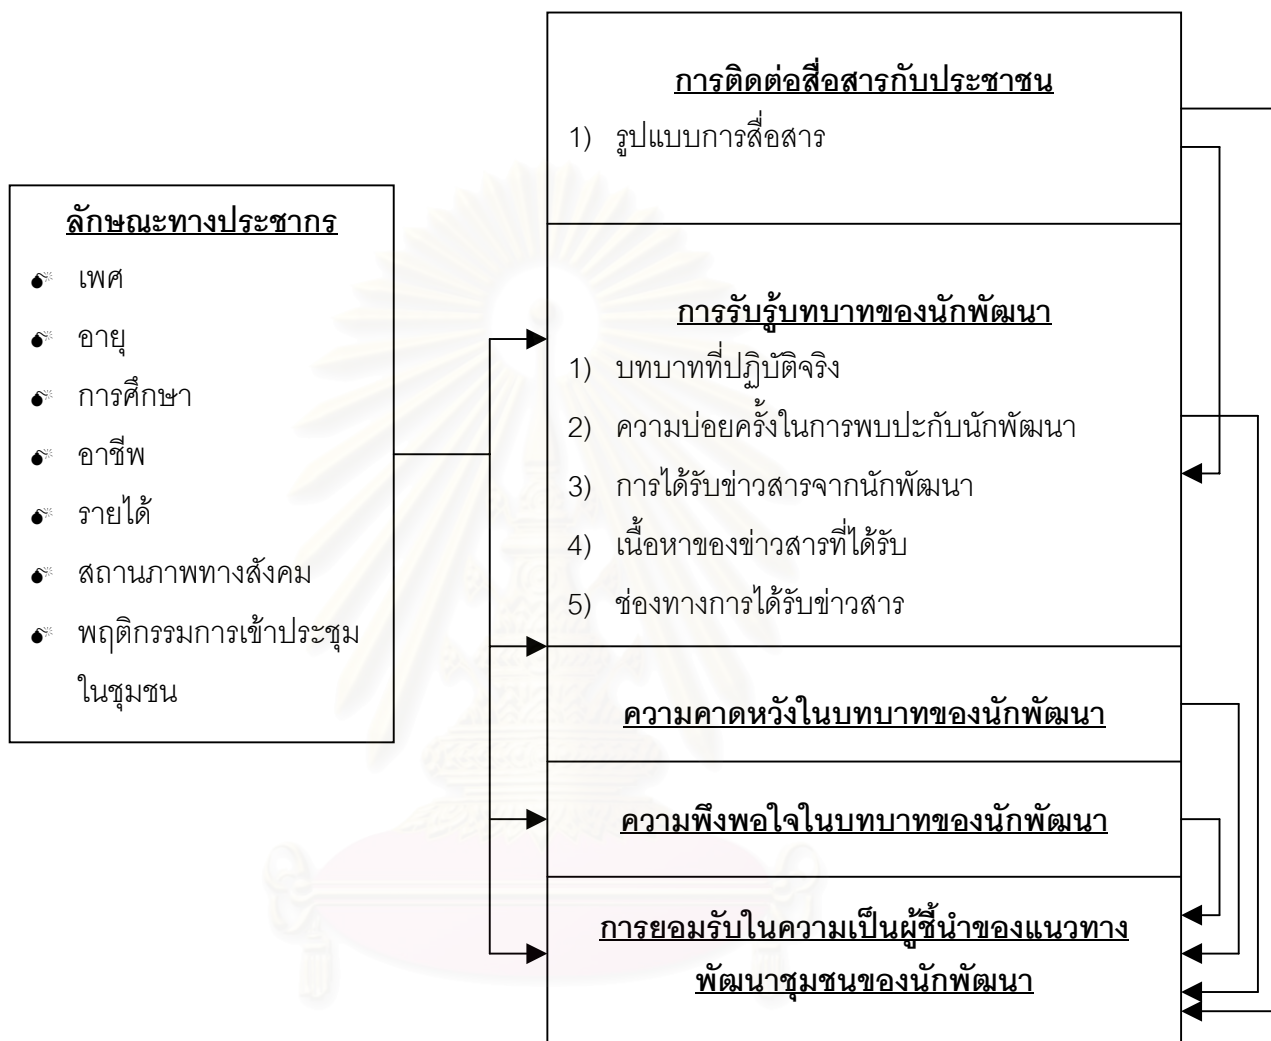 ลักษณะทางประชากร
เพศ
อายุ
การศึกษา
อาชีพ
รายได้
สถานภาพทางสังคม
พฤติกรรมการเข้าประชุม
ในชุมชน
การติดต่อสื่อสารกับประชาชน
1) รูปแบบการสื่อสาร
การรับรู้บทบาทของนักพัฒนา
1) บทบาทที่ปฏิบัติจริง
2) ความบ่อยครั้งในการพบปะกับนักพัฒนา
3) การได้รับข่าวสารจากนักพัฒนา
4) เนื้อหาของข่าวสารที่ได้รับ
5) ช่องทางการได้รับข่าวสาร
ความคาดหวังในบทบาทของนักพัฒนา
ความพึงพอใจในบทบาทของนักพัฒนา
การยอมรับในความเป็นผู้ชี้นำของแนวทาง
พัฒนาชุมชนของนักพัฒนา